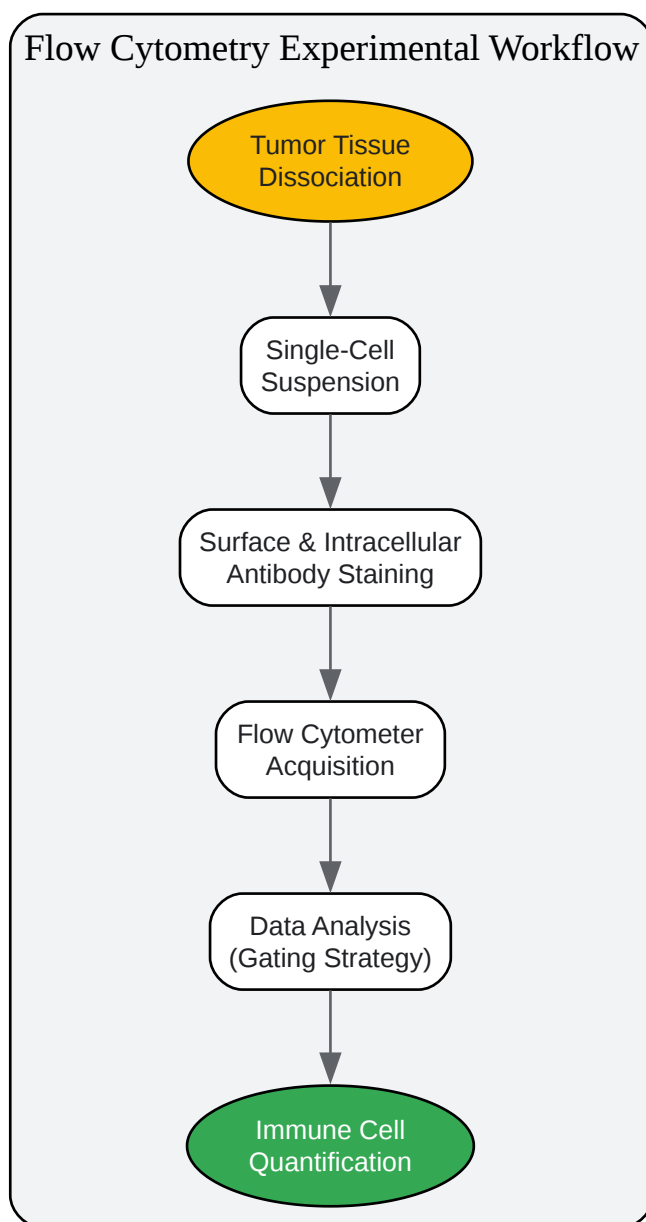 Flow Cytometry Experimental Workflow
Tumor Tissue
Dissociation
Single-Cell
Suspension
Surface & Intracellular
Antibody Staining
Flow Cytometer
Acquisition
Data Analysis
(Gating Strategy)
Immune Cell
Quantification